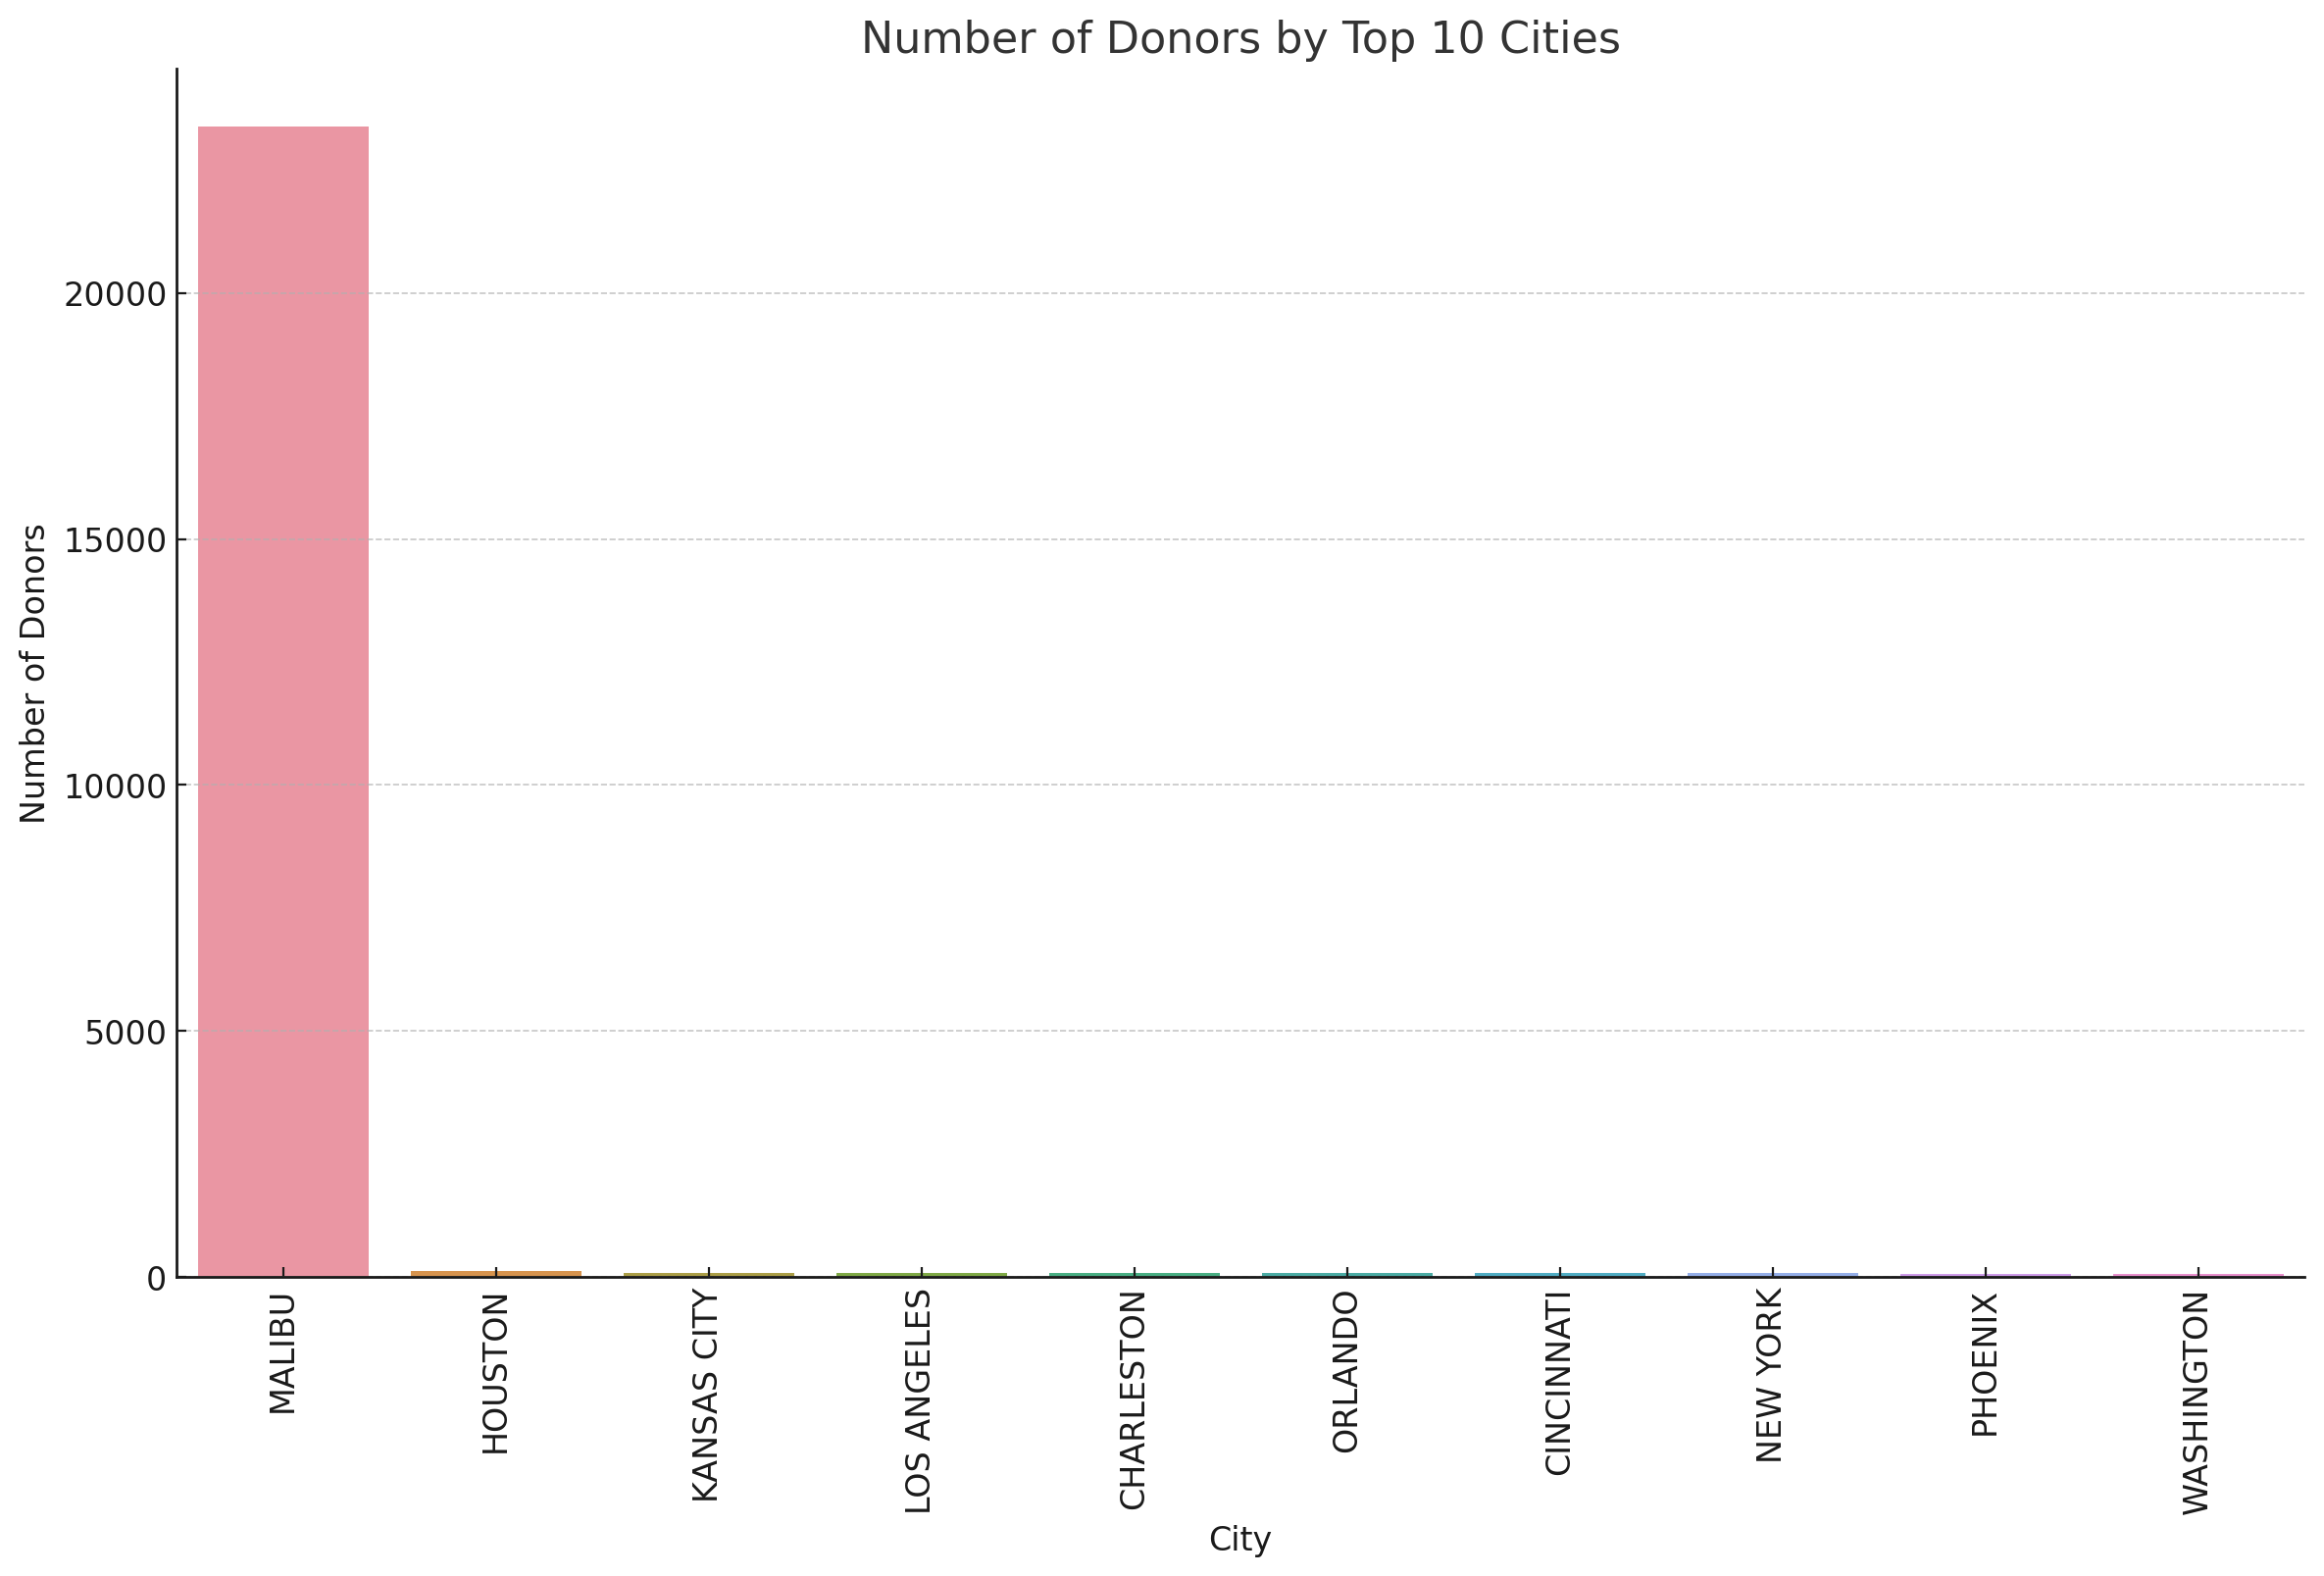 Number of Donors by Top 10 Cities
Number of Donors
20000
15000
10000
5000
0
MALIBU
HOUSTON
KANSAS CITY
LOS ANGELES
CHARLESTON
ORLANDO
CINCINNATI
NEW YORK
PHOENIX
WASHINGTON
City